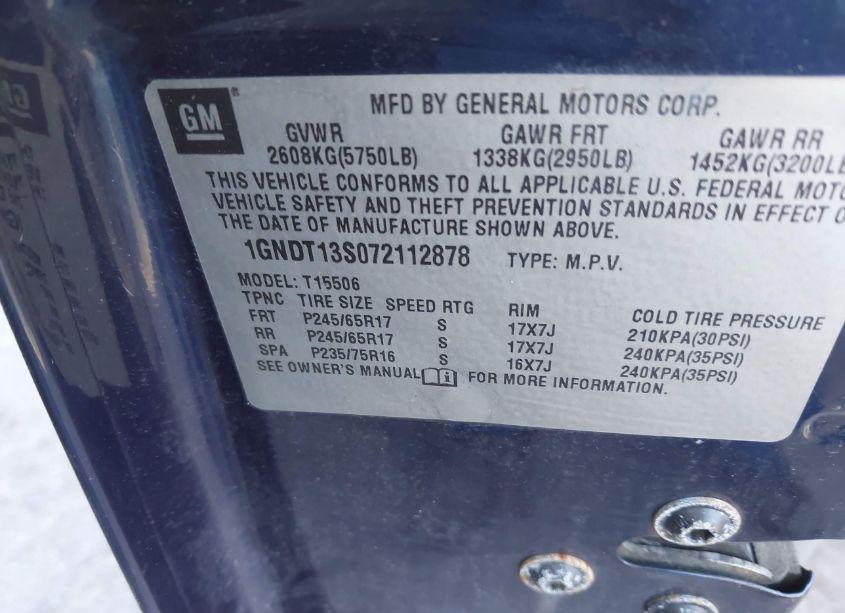 GM®
MFD BY GENERAL MOTORS CORP.
GVWR GAWR FRT GAWR RR
2608KG(5750LB) 1338KG(2950LB) 1452KG(3200LB
THIS VEHICLE CONFORMS TO ALL APPLICABLE U.S. FEDERAL MOTO
VEHICLE SAFETY AND THEFT PREVENTION STANDARDS IN EFFECT O
THE DATE OF MANUFACTURE SHOWN ABOVE.
1GNDT13S072112878 TYPE: M.P.V.
MODEL: T15506
TPNC TIRE SIZE SPEED RTG RIM COLD TIRE PRESSURE
FRT P245/65R17 S 17X7J 210KPA(30PSI)
RR P245/65R17 S 17X7J 240KPA(35PSI)
SPA P235/75R16 S 16X7J 240KPA(35PSI)
SEE OWNER'S MANUAL FOR MORE INFORMATION.